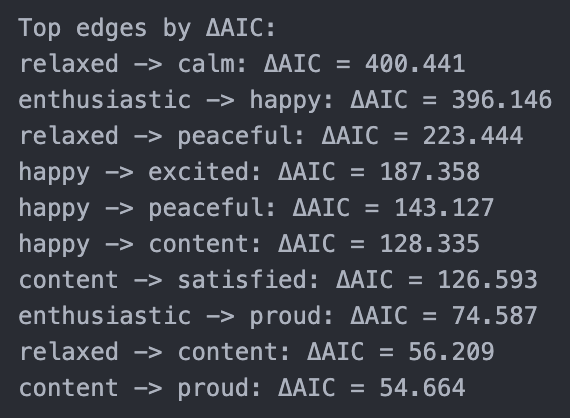 Top edges by ΔAIC:
relaxed -> calm: ΔAIC = 400.441
enthusiastic -> happy: ΔAIC = 396.146
relaxed -> peaceful: ΔAIC = 223.444
happy -> excited: ΔAIC = 187.358
happy -> peaceful: ΔAIC = 143.127
happy -> content: ΔAIC = 128.335
content -> satisfied: ΔAIC = 126.593
enthusiastic -> proud: ΔAIC = 74.587
relaxed -> content: ΔAIC = 56.209
content -> proud: ΔAIC = 54.664